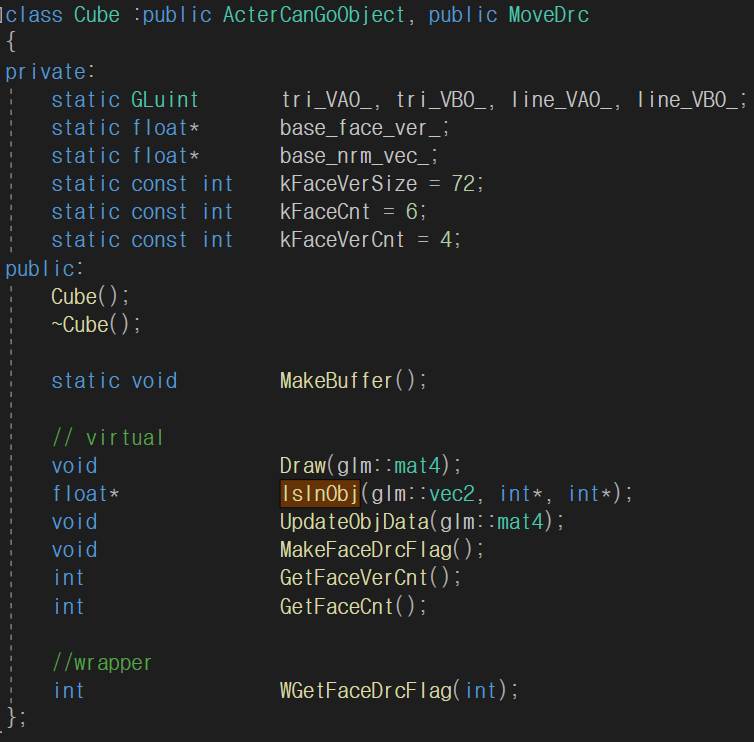 class Cube :public ActerCanGoObject, public MoveDrc
{
private:
static GLuint tri_VAO_, tri_VBO_, line_VAO_, line_VBO_;
static float* base_face_ver_;
static float* base_nrm_vec_;
static const int kFaceVerSize = 72;
static const int kFaceCnt = 6;
static const int kFaceVerCnt = 4;
public:
Cube();
~Cube();
static void MakeBuffer();
// virtual
void Draw(glm::mat4);
float* IsInObj(glm::vec2, int*, int*);
void UpdateObjData(glm::mat4);
void MakeFaceDrcFlag();
int GetFaceVerCnt();
int GetFaceCnt();
//wrapper
int WGetFaceDrcFlag(int);
};